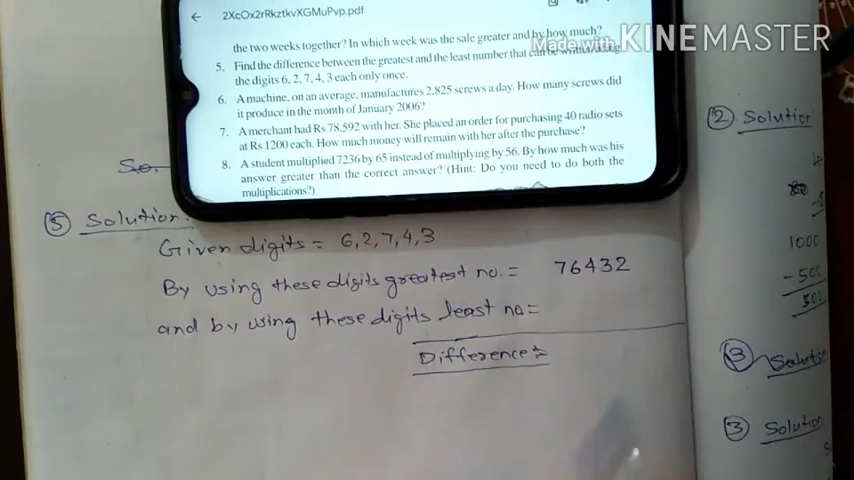 2XcOx2rRkztkvXGMuPvp.pdf
the two weeks together? In which week was the sale greater and by how much?
Made with KINEMASTER
5. Find the difference between the greatest and the least number that can be written using
the digits 6, 2, 7, 4, 3 each only once.
6. A machine, on an average, manufactures 2,825 screws a day. How many screws did
it produce in the month of January 2006?
7. A merchant had Rs 78,592 with her. She placed an order for purchasing 40 radio sets
at Rs 1200 each. How much money will remain with her after the purchase?
8. A student multiplied 7236 by 65 instead of multiplying by 56. By how much was his
answer greater than the correct answer? (Hint: Do you need to do both the
multiplications?)
So.
5 Solution:
Given digits = 6,2,7,4,3
By using these digits greatest no. = 76432
and by using these digits least no =
Difference =
2 Solution:
1000
- 500
3 Solutio
3 Solution